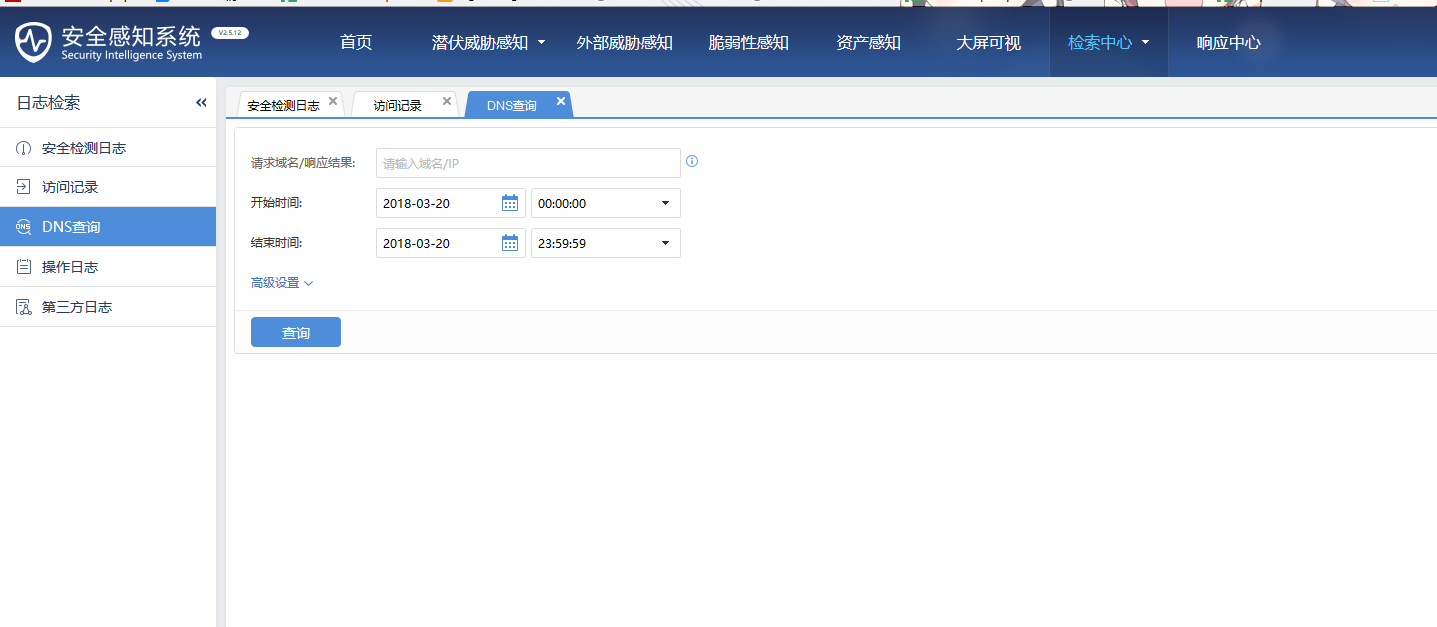 安全感知系统 V2.5.12
Security Intelligence System
首页 潜伏威胁感知 外部威胁感知 脆弱性感知 资产感知 大屏可视 检索中心 响应中心
日志检索 «
安全检测日志
访问记录
DNS DNS查询
操作日志
第三方日志
安全检测日志 访问记录 DNS查询
请求域名/响应结果: 请输入域名/IP
开始时间: 2018-03-20 00:00:00
结束时间: 2018-03-20 23:59:59
高级设置
查询